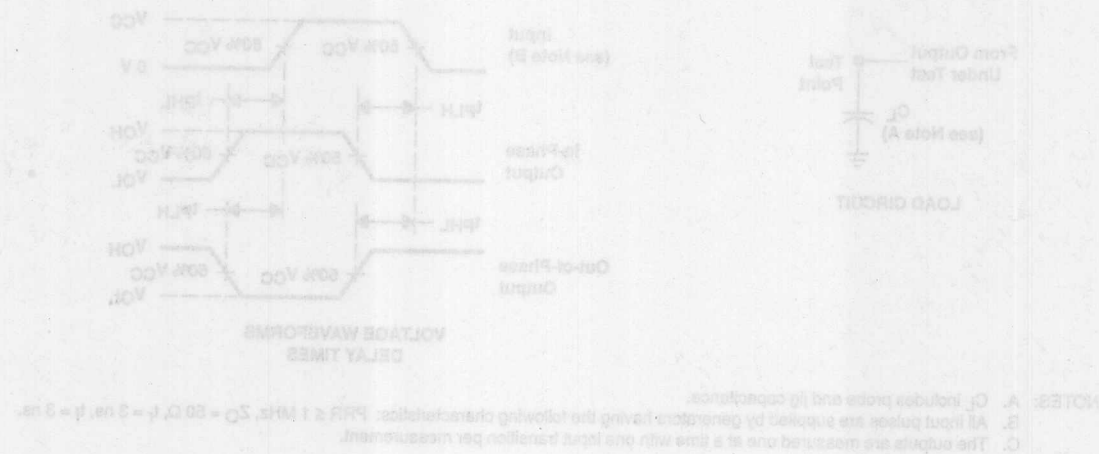 From Output
Under Test
Test
Point
CL
(see Note A)
LOAD CIRCUIT
Input
(see Note B)
50% VCC
50% VCC
VCC
0 V
tPLH
tPHL
In-Phase
Output
50% VCC
50% VCC
VOH
VOL
tPHL
tPLH
Out-of-Phase
Output
50% VCC
50% VCC
VOH
VOL
VOLTAGE WAVEFORMS
DELAY TIMES
NOTES: A. CL includes probe and jig capacitance.
B. All input pulses are supplied by generators having the following characteristics: PRR ≤ 1 MHz, ZO = 50 Ω, tr = 3 ns, tf = 3 ns.
C. The outputs are measured one at a time with one input transition per measurement.